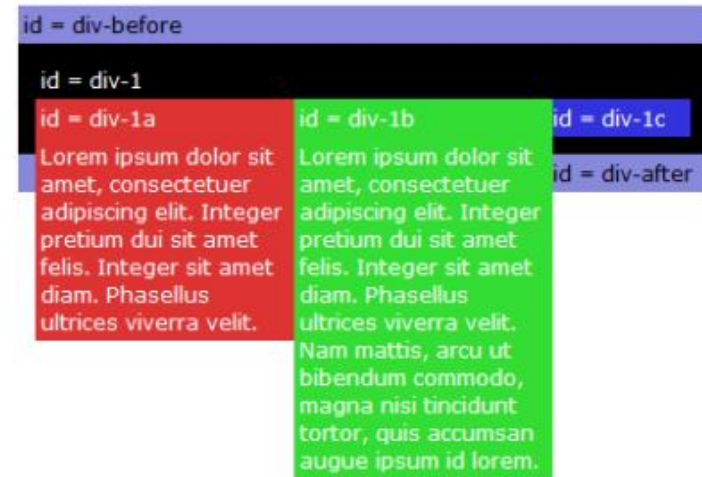 id = div-before
id = div-1
id = div-1a
Lorem ipsum dolor sit
amet, consectetuer
adipiscing elit. Integer
pretium dui sit amet
felis. Integer sit amet
diam. Phasellus
ultrices viverra velit.
id = div-1b
Lorem ipsum dolor sit
amet, consectetuer
adipiscing elit. Integer
pretium dui sit amet
felis. Integer sit amet
diam. Phasellus
ultrices viverra velit.
Nam mattis, arcu ut
bibendum commodo,
magna nisi tincidunt
tortor, quis accumsan
augue ipsum id lorem.
id = div-1c
id = div-after